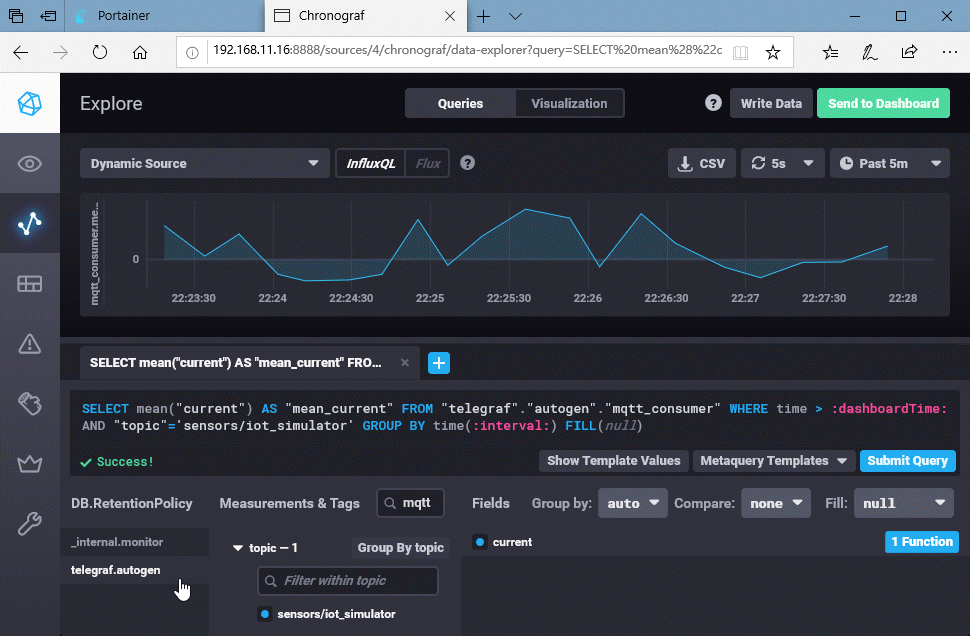 Portainer
Chronograf
192.168.11.16:8888/sources/4/chronograf/data-explorer?query=SELECT%20mean%28%22c
Explore
Queries
Visualization
?
Write Data
Send to Dashboard
Dynamic Source
InfluxQL
Flux
?
CSV
5s
Past 5m
mqtt_consumer.me...
0
22:23:30
22:24
22:24:30
22:25
22:25:30
22:26
22:26:30
22:27
22:27:30
22:28
SELECT mean("current") AS "mean_current" FRO...
SELECT mean("current") AS "mean_current" FROM "telegraf"."autogen"."mqtt_consumer" WHERE time > :dashboardTime:
AND "topic"='sensors/iot_simulator' GROUP BY time(:interval:) FILL(null)
Success!
Show Template Values
Metaquery Templates
Submit Query
DB.RetentionPolicy
Measurements & Tags
mqtt
Fields
Group by:
auto
Compare:
none
Fill:
null
_internal.monitor
telegraf.autogen
topic — 1
Group By topic
Filter within topic
sensors/iot_simulator
current
1 Function